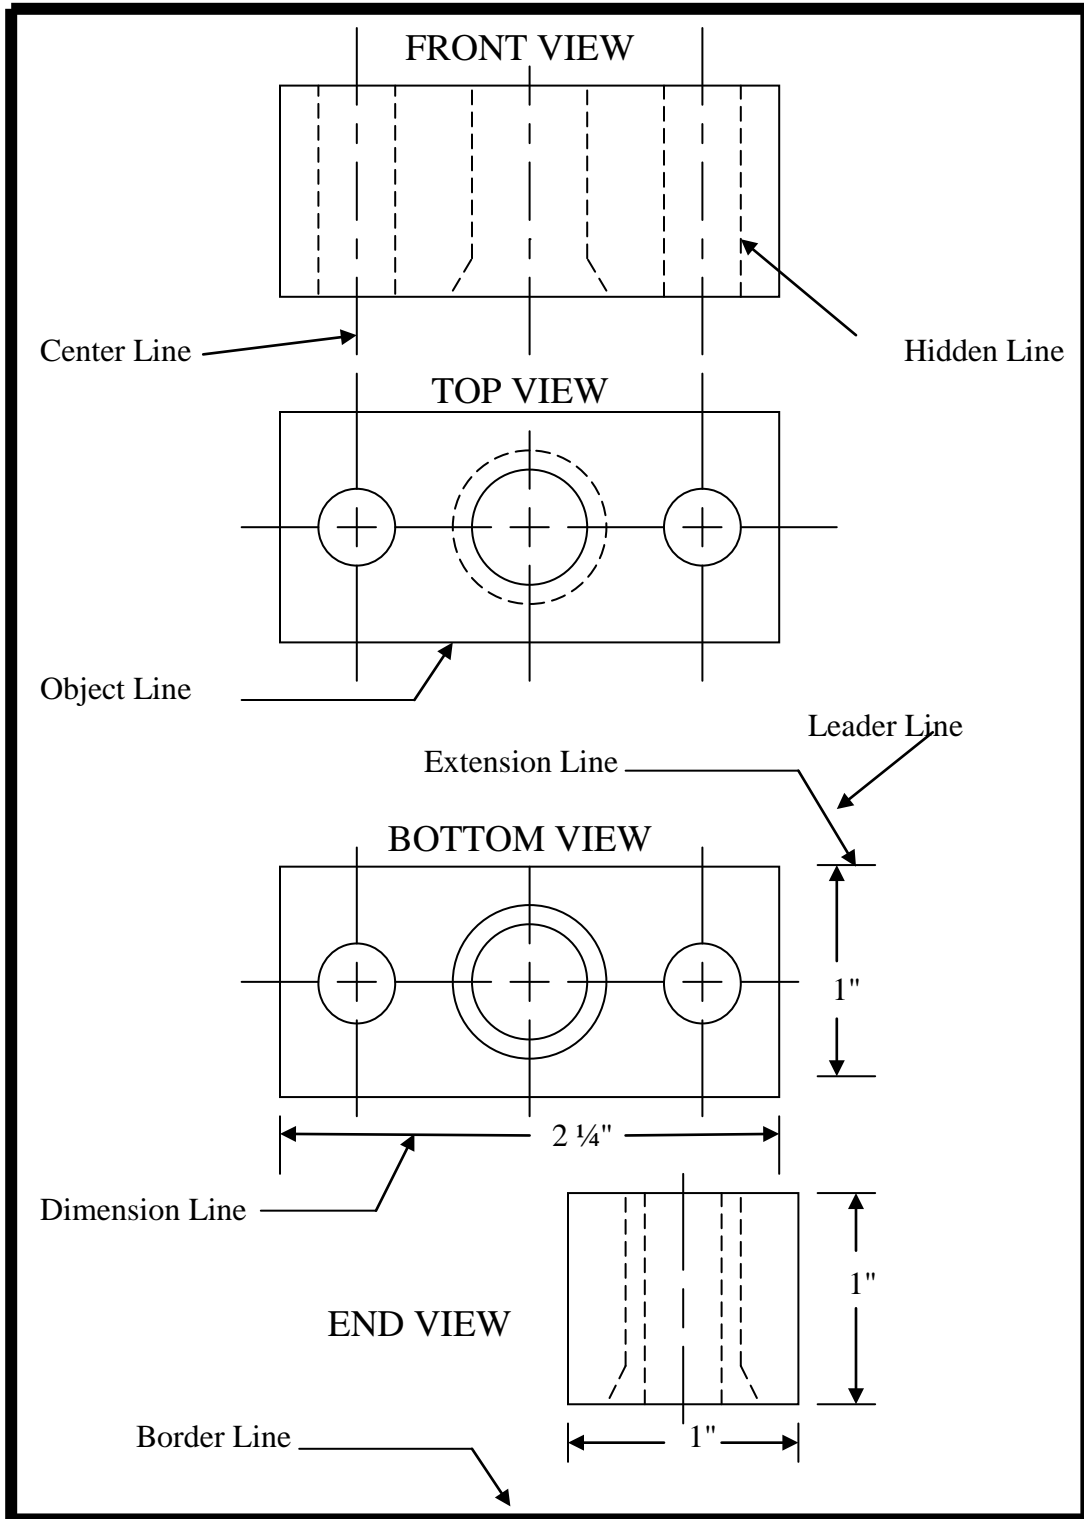 FRONT VIEW
Center Line
Hidden Line
TOP VIEW
Object Line
Leader Line
Extension Line
BOTTOM VIEW
1"
2 ¼"
Dimension Line
1"
END VIEW
Border Line
1"